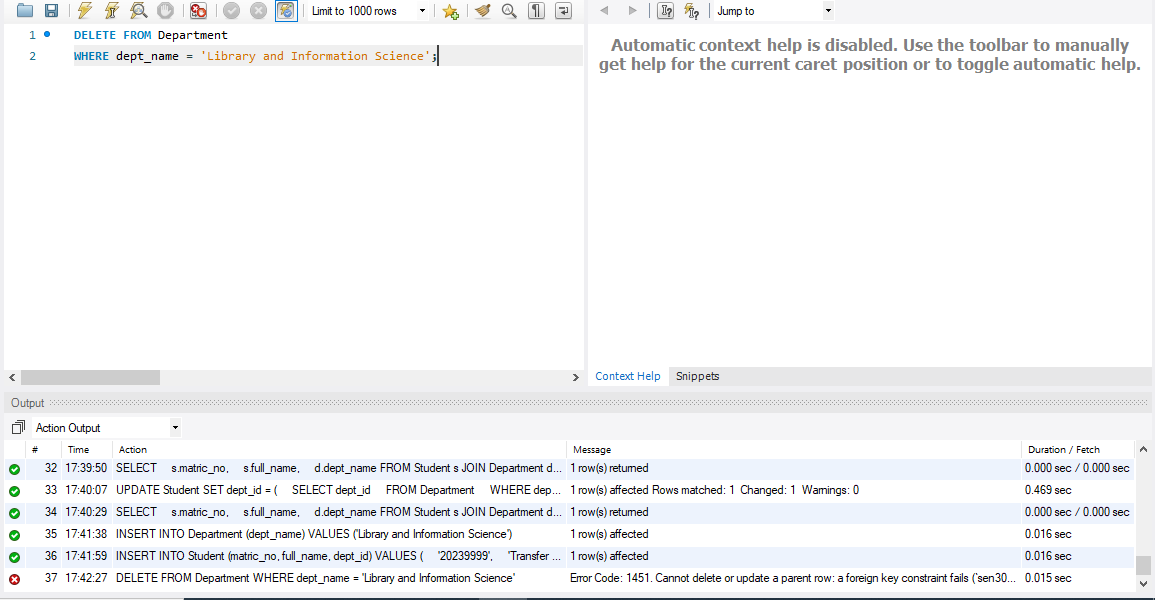 Limit to 1000 rows
Jump to
1 DELETE FROM Department
2 WHERE dept_name = 'Library and Information Science';
Automatic context help is disabled. Use the toolbar to manually
get help for the current caret position or to toggle automatic help.
Context Help Snippets
Output
Action Output
# Time Action Message Duration / Fetch
32 17:39:50 SELECT s.matric_no, s.full_name, d.dept_name FROM Student s JOIN Department d... 1 row(s) returned 0.000 sec / 0.000 sec
33 17:40:07 UPDATE Student SET dept_id = ( SELECT dept_id FROM Department WHERE dep... 1 row(s) affected Rows matched: 1 Changed: 1 Warnings: 0 0.469 sec
34 17:40:29 SELECT s.matric_no, s.full_name, d.dept_name FROM Student s JOIN Department d... 1 row(s) returned 0.000 sec / 0.000 sec
35 17:41:38 INSERT INTO Department (dept_name) VALUES ('Library and Information Science') 1 row(s) affected 0.016 sec
36 17:41:59 INSERT INTO Student (matric_no, full_name, dept_id) VALUES ( '20239999', 'Transfer ... 1 row(s) affected 0.016 sec
37 17:42:27 DELETE FROM Department WHERE dept_name = 'Library and Information Science' Error Code: 1451. Cannot delete or update a parent row: a foreign key constraint fails (`sen30... 0.015 sec